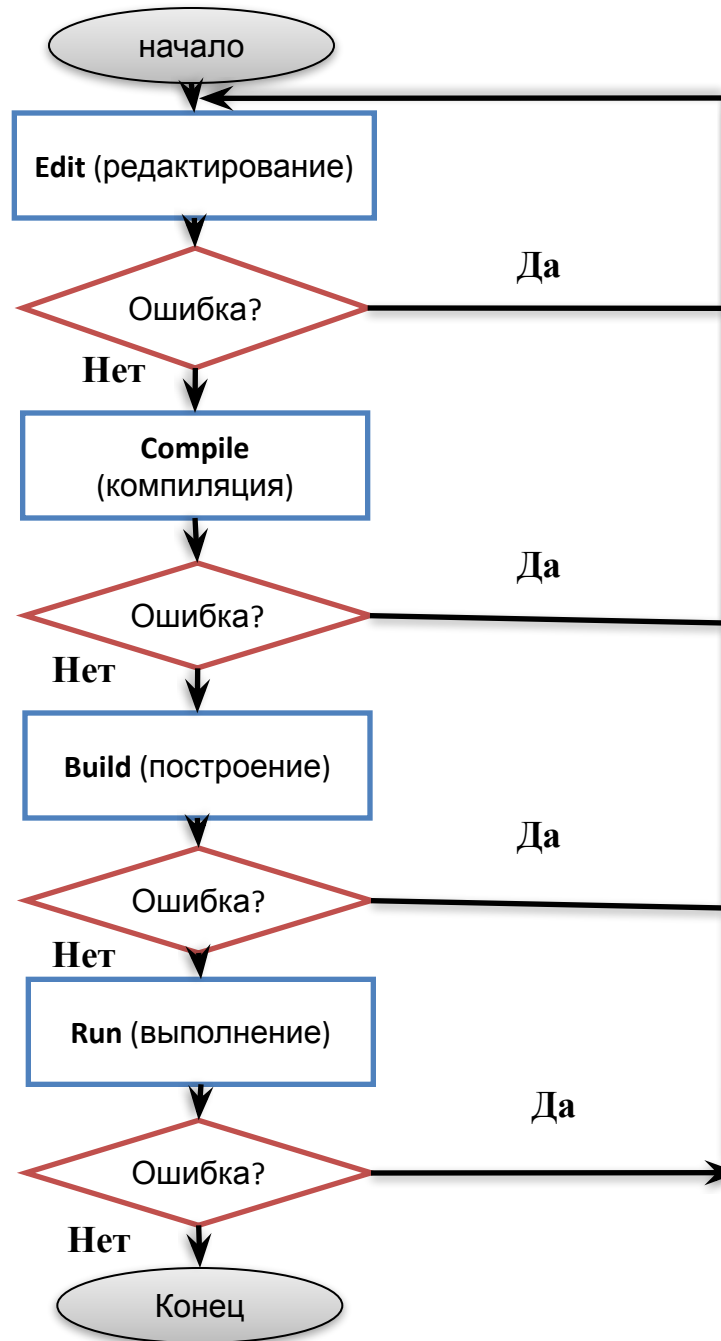 начало
Edit (редактирование)
Да
Ошибка?
Нет
Compile
(компиляция)
Да
Ошибка?
Нет
Build (построение)
Да
Ошибка?
Нет
Run (выполнение)
Да
Ошибка?
Нет
Конец